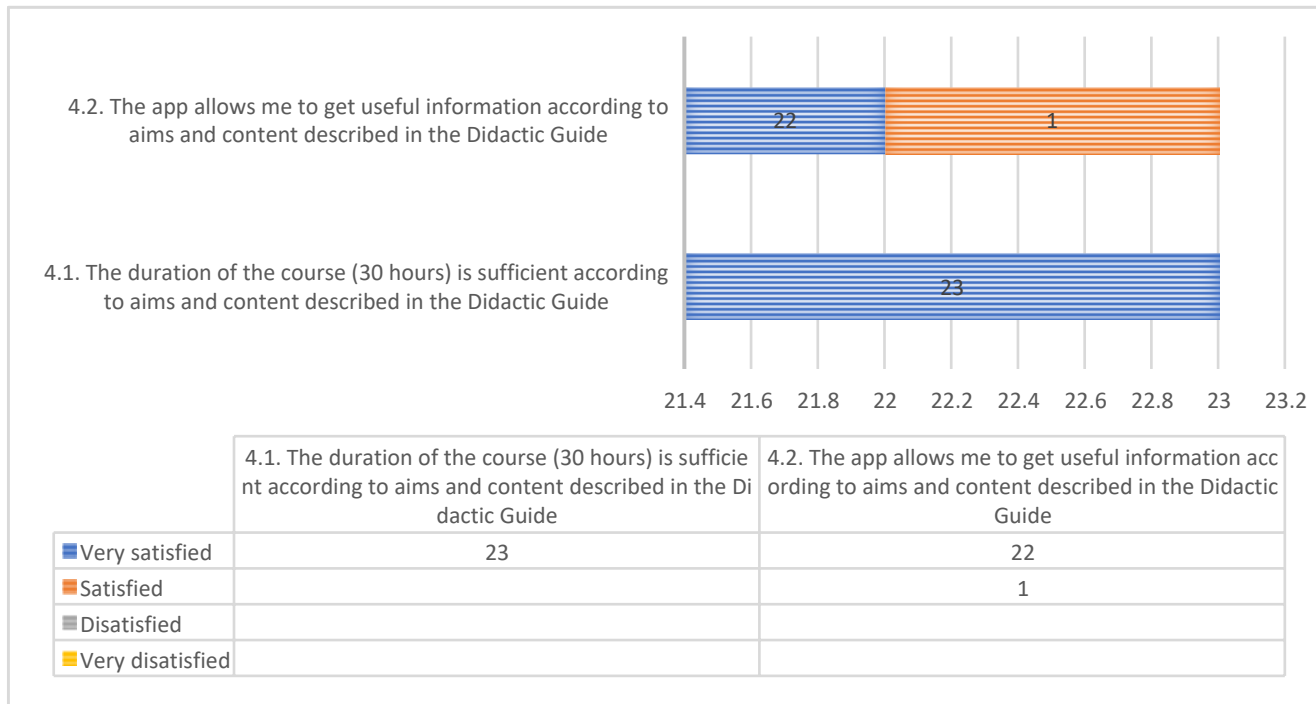 4.2. The app allows me to get useful information according to
aims and content described in the Didactic Guide
22
1
4.1. The duration of the course (30 hours) is sufficient according
to aims and content described in the Didactic Guide
23
21.4 21.6 21.8 22 22.2 22.4 22.6 22.8 23 23.2
4.1. The duration of the course (30 hours) is sufficie
nt according to aims and content described in the Di
dactic Guide
4.2. The app allows me to get useful information acc
ording to aims and content described in the Didactic
Guide
Very satisfied 23 22
Satisfied 1
Disatisfied
Very disatisfied